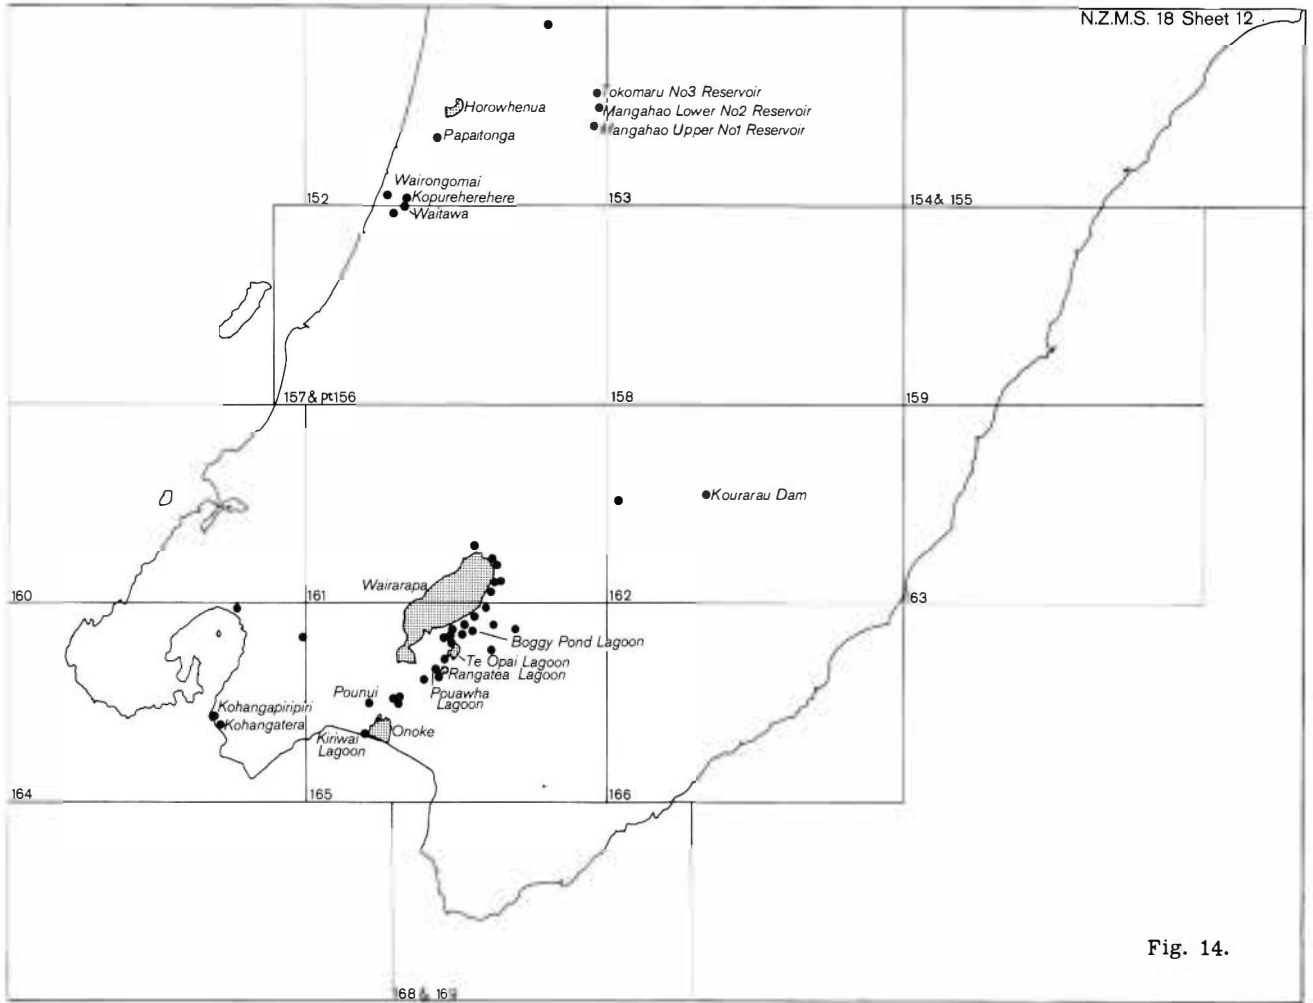 N.Z.M.S. 18 Sheet 12
okomaru No3 Reservoir
Horowhenua
Mangahao Lower No2 Reservoir
angahao Upper No1 Reservoir
Papaitonga
Wairongomai
Kopureherehere
152
153
154 & 155
Waitawa
157 & pt156
158
159
Kourarau Dam
Wairarapa
160
161
162
63
Boggy Pond Lagoon
Te Opai Lagoon
Rangatea Lagoon
Pounui
Pouawha
Lagoon
Kohangapiripiri
Kohangatera
Onoke
Kiriwai
Lagoon
164
165
166
Fig. 14.
68 & 169